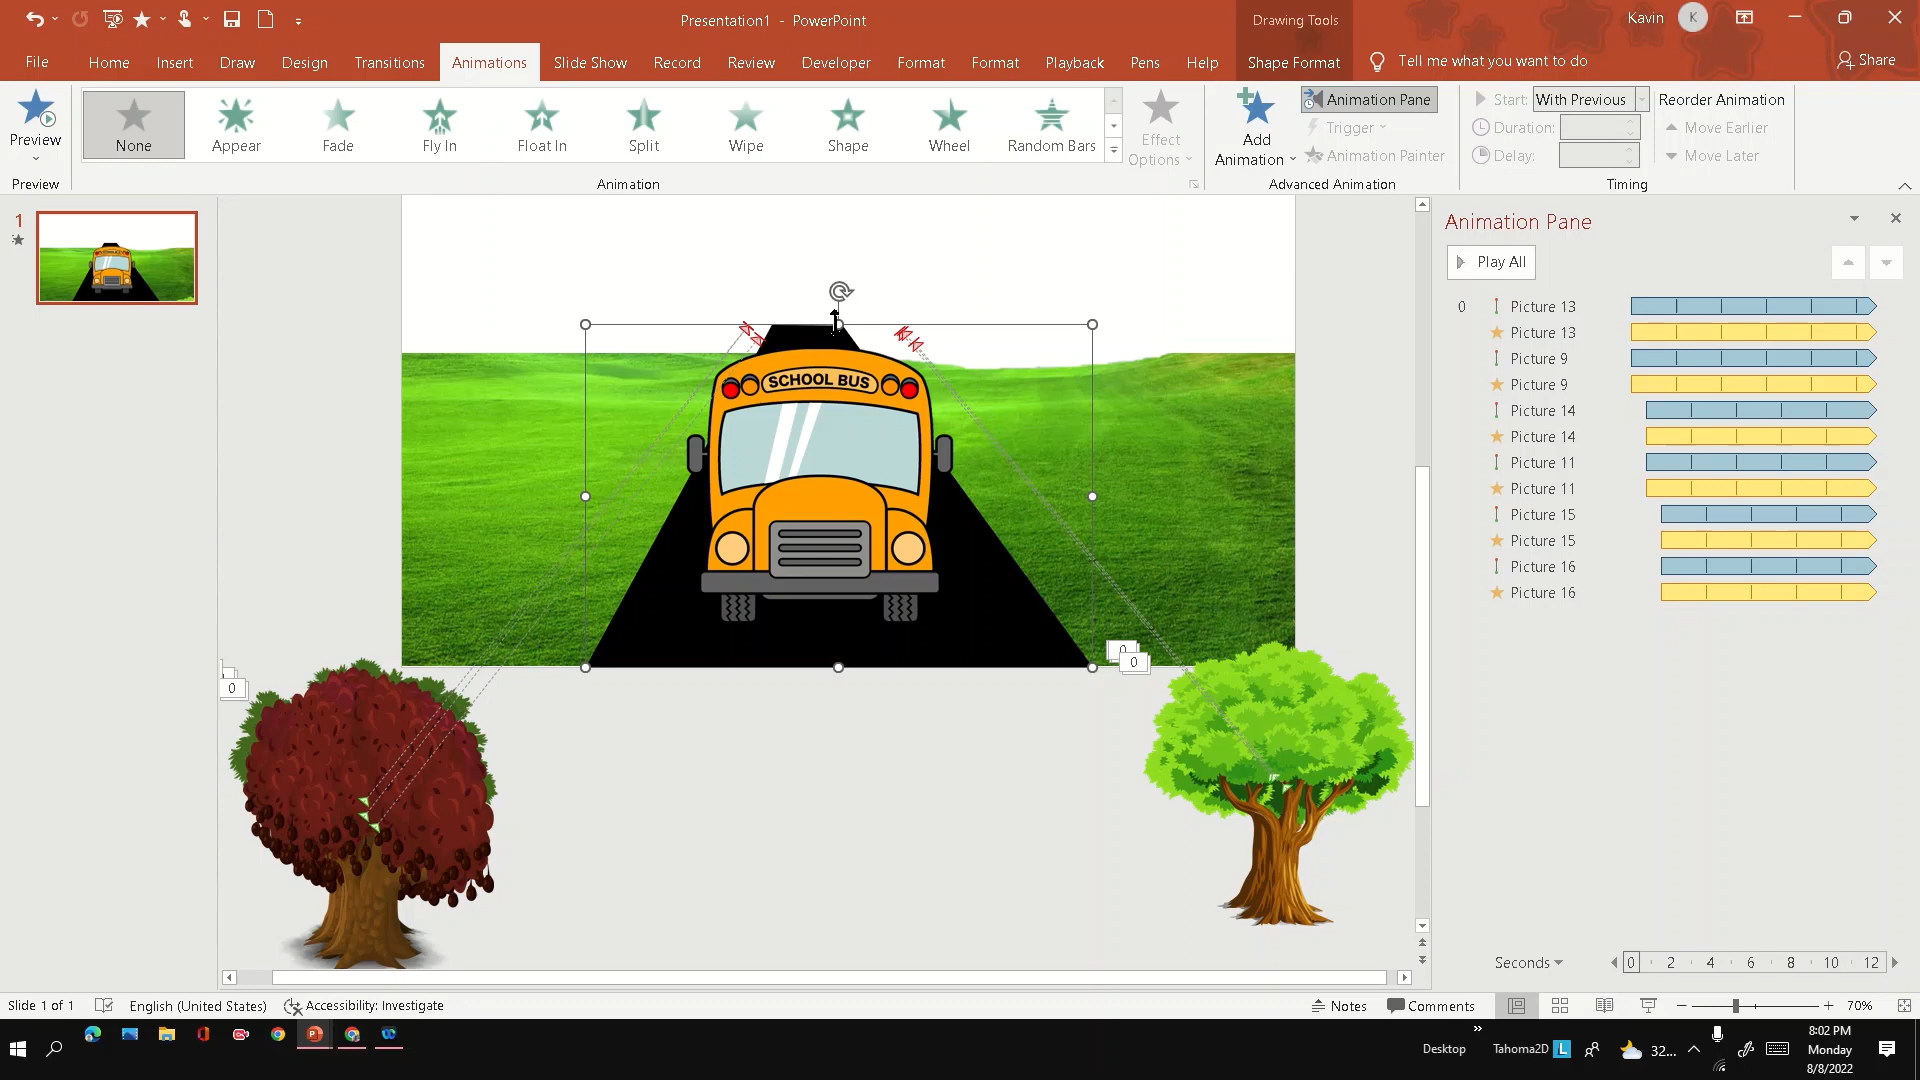 Presentation1 - PowerPoint
Drawing Tools
Kavin
K
File
Home
Insert
Draw
Design
Transitions
Animations
Slide Show
Record
Review
Developer
Format
Format
Playback
Pens
Help
Shape Format
Tell me what you want to do
Share
Preview
None
Appear
Fade
Fly In
Float In
Split
Wipe
Shape
Wheel
Random Bars
Effect
Options
Add
Animation
Animation Pane
Trigger
Animation Painter
Start: With Previous
Duration:
Delay:
Reorder Animation
Move Earlier
Move Later
Preview
Animation
Advanced Animation
Timing
1
SCHOOL BUS
0
0
0
Animation Pane
Play All
0 Picture 13
Picture 13
Picture 9
Picture 9
Picture 14
Picture 14
Picture 11
Picture 11
Picture 15
Picture 15
Picture 16
Picture 16
Seconds
0 2 4 6 8 10 12
Slide 1 of 1
English (United States)
Accessibility: Investigate
Notes
Comments
70%
Desktop
Tahoma2D
L
32...
8:02 PM
Monday
8/8/2022